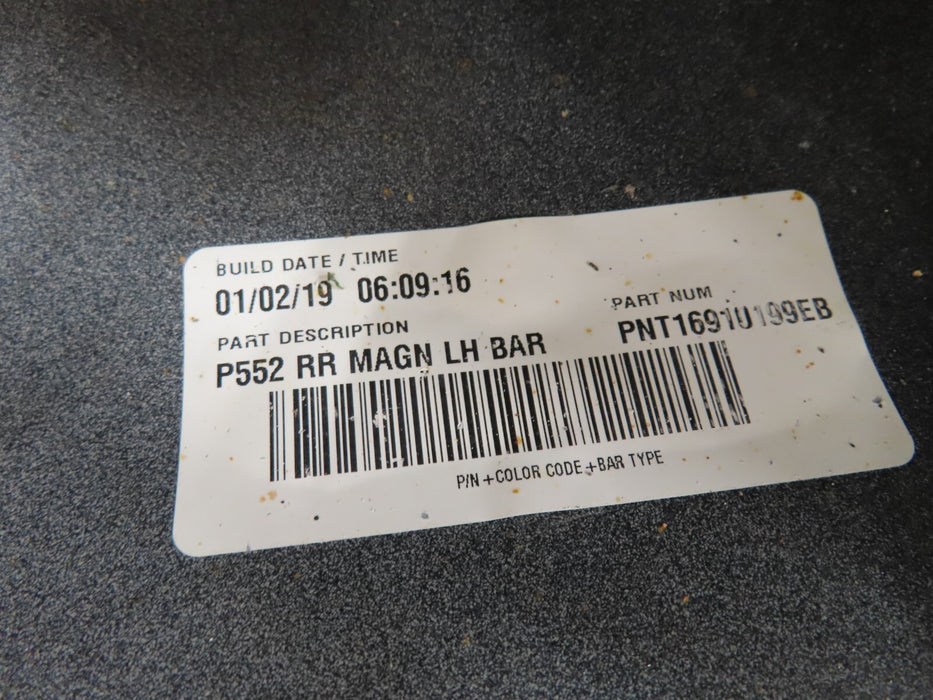 BUILD DATE / TIME
01/02/19 06:09:16
PART DESCRIPTION
PART NUM
P552 RR MAGN LH BAR
P/N +COLOR CODE +BAR TYPE